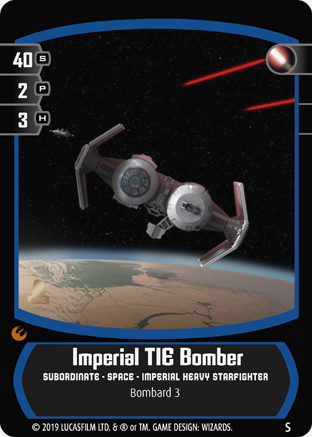 40 S
2 P
3 H
Imperial TIE Bomber
SUBORDINATE - SPACE - IMPERIAL HEAVY STARFIGHTER
Bombard 3
© 2019 LUCASFILM LTD. & ® or TM. GAME DESIGN: WIZARDS.
S